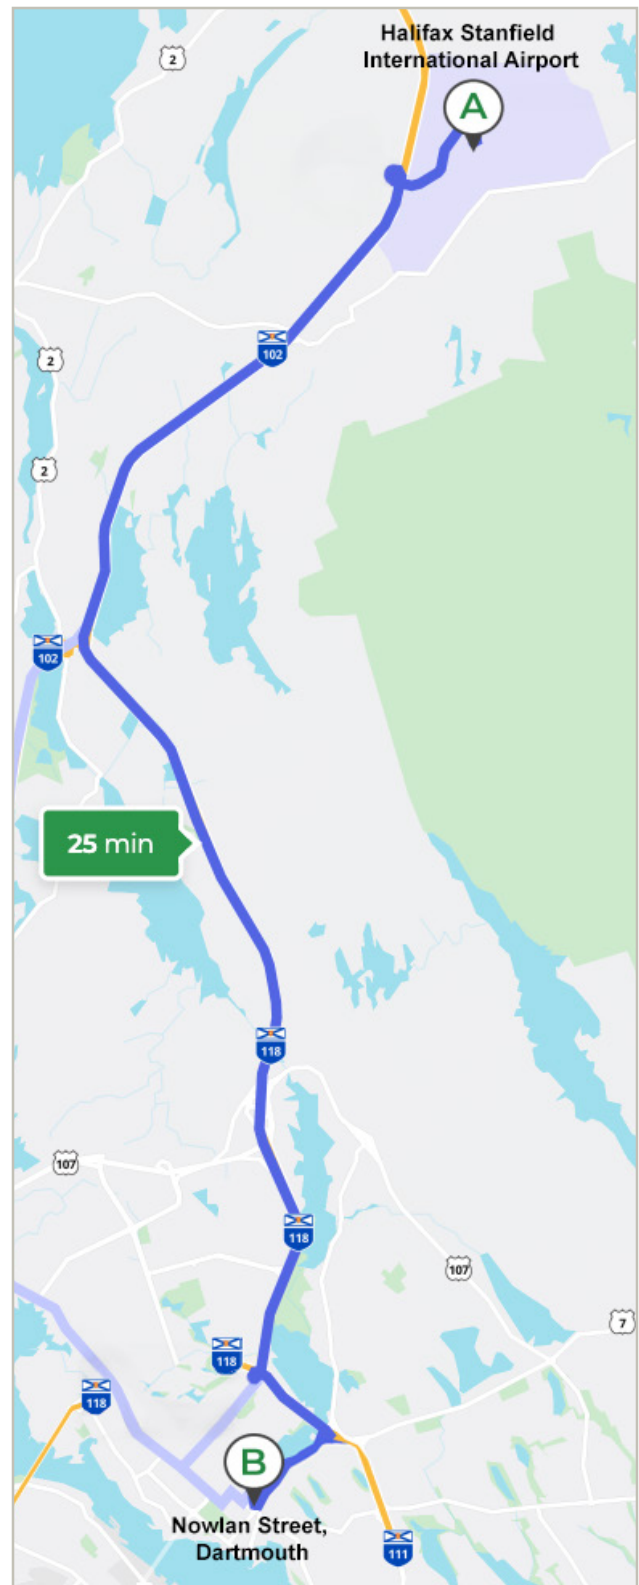 Halifax Stanfield
International Airport
2
A
102
2
2
102
25 min
118
107
118
107
7
118
118
B
Nowlan Street,
Dartmouth
111